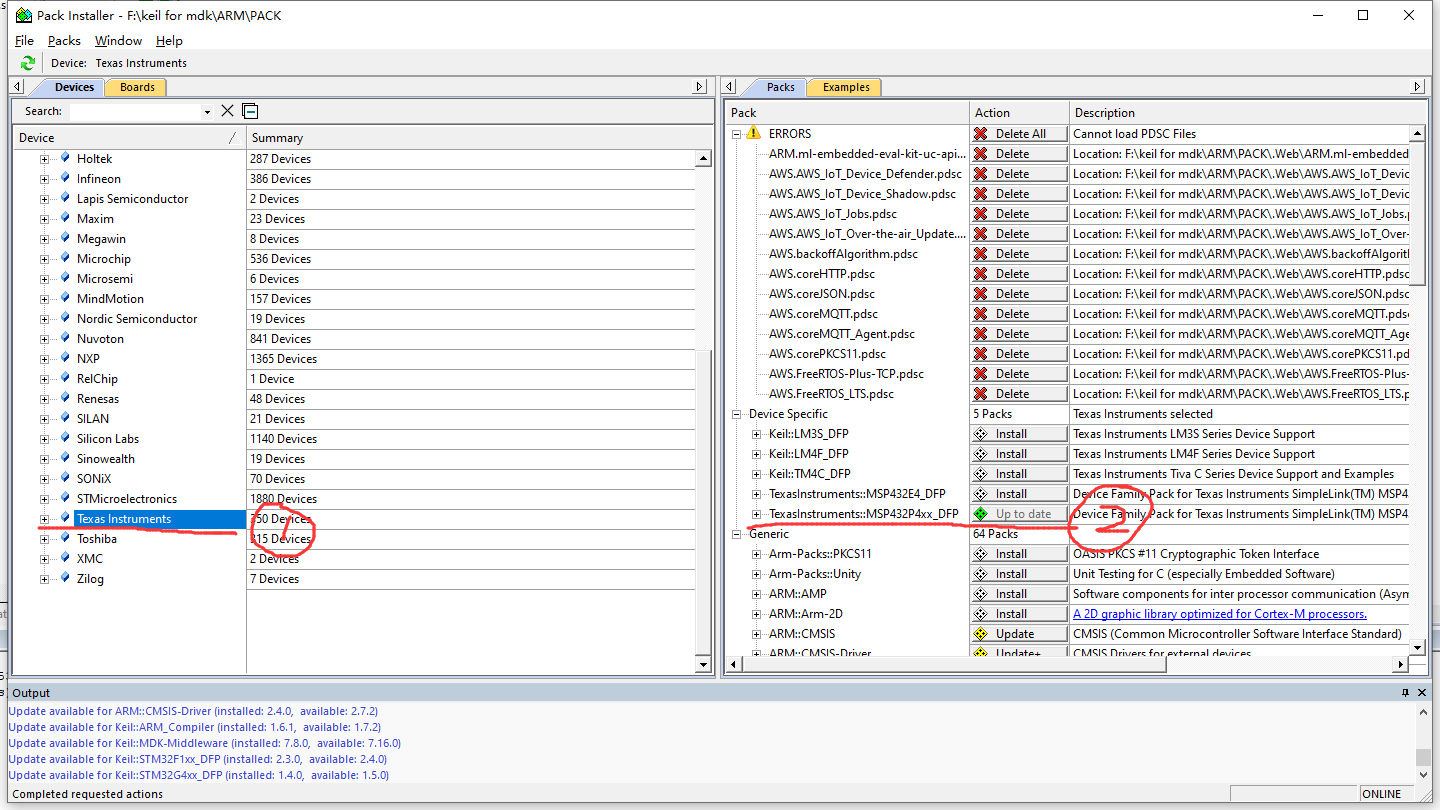 Pack Installer - F:\keil for mdk\ARM\PACK
File Packs Window Help
Device: Texas Instruments
Devices Boards
Search:
Device Summary
Holtek 287 Devices
Infineon 386 Devices
Lapis Semiconductor 2 Devices
Maxim 23 Devices
Megawin 8 Devices
Microchip 536 Devices
Microsemi 6 Devices
MindMotion 157 Devices
Nordic Semiconductor 19 Devices
Nuvoton 841 Devices
NXP 1365 Devices
RelChip 1 Device
Renesas 48 Devices
SILAN 21 Devices
Silicon Labs 1140 Devices
Sinowealth 19 Devices
SONiX 70 Devices
STMicroelectronics 1880 Devices
Texas Instruments 350 Devices
1
Toshiba 215 Devices
XMC 2 Devices
Zilog 7 Devices
Packs Examples
Pack Action Description
ERRORS Delete All Cannot load PDSC Files
ARM.ml-embedded-eval-kit-uc-api... Delete Location: F:\keil for mdk\ARM\PACK\.Web\ARM.ml-embedded
AWS.AWS_IoT_Device_Defender.pdsc Delete Location: F:\keil for mdk\ARM\PACK\.Web\AWS.AWS_IoT_Devic
AWS.AWS_IoT_Device_Shadow.pdsc Delete Location: F:\keil for mdk\ARM\PACK\.Web\AWS.AWS_IoT_Devic
AWS.AWS_IoT_Jobs.pdsc Delete Location: F:\keil for mdk\ARM\PACK\.Web\AWS.AWS_IoT_Jobs.p
AWS.AWS_IoT_Over-the-air_Update.... Delete Location: F:\keil for mdk\ARM\PACK\.Web\AWS.AWS_IoT_Over-
AWS.backoffAlgorithm.pdsc Delete Location: F:\keil for mdk\ARM\PACK\.Web\AWS.backoffAlgorith
AWS.coreHTTP.pdsc Delete Location: F:\keil for mdk\ARM\PACK\.Web\AWS.coreHTTP.pdsc
AWS.coreJSON.pdsc Delete Location: F:\keil for mdk\ARM\PACK\.Web\AWS.coreJSON.pdsc
AWS.coreMQTT.pdsc Delete Location: F:\keil for mdk\ARM\PACK\.Web\AWS.coreMQTT.pdsc
AWS.coreMQTT_Agent.pdsc Delete Location: F:\keil for mdk\ARM\PACK\.Web\AWS.coreMQTT_Age
AWS.corePKCS11.pdsc Delete Location: F:\keil for mdk\ARM\PACK\.Web\AWS.corePKCS11.pd
AWS.FreeRTOS-Plus-TCP.pdsc Delete Location: F:\keil for mdk\ARM\PACK\.Web\AWS.FreeRTOS-Plus-
AWS.FreeRTOS_LTS.pdsc Delete Location: F:\keil for mdk\ARM\PACK\.Web\AWS.FreeRTOS_LTS.p
Device Specific 5 Packs Texas Instruments selected
Keil::LM3S_DFP Install Texas Instruments LM3S Series Device Support
Keil::LM4F_DFP Install Texas Instruments LM4F Series Device Support
Keil::TM4C_DFP Install Texas Instruments Tiva C Series Device Support and Examples
TexasInstruments::MSP432E4_DFP Install Device Family Pack for Texas Instruments SimpleLink(TM) MSP4
TexasInstruments::MSP432P4xx_DFP Up to date Device Family Pack for Texas Instruments SimpleLink(TM) MSP4
2
Generic 64 Packs
Arm-Packs::PKCS11 Install OASIS PKCS #11 Cryptographic Token Interface
Arm-Packs::Unity Install Unit Testing for C (especially Embedded Software)
ARM::AMP Install Software components for inter processor communication (Asym
ARM::Arm-2D Install A 2D graphic library optimized for Cortex-M processors.
ARM::CMSIS Update CMSIS (Common Microcontroller Software Interface Standard)
ARM::CMSIS-Driver Update+ CMSIS Drivers for external devices
Output
Update available for ARM::CMSIS-Driver (installed: 2.4.0, available: 2.7.2)
Update available for Keil::ARM_Compiler (installed: 1.6.1, available: 1.7.2)
Update available for Keil::MDK-Middleware (installed: 7.8.0, available: 7.16.0)
Update available for Keil::STM32F1xx_DFP (installed: 2.3.0, available: 2.4.0)
Update available for Keil::STM32G4xx_DFP (installed: 1.4.0, available: 1.5.0)
Completed requested actions ONLINE